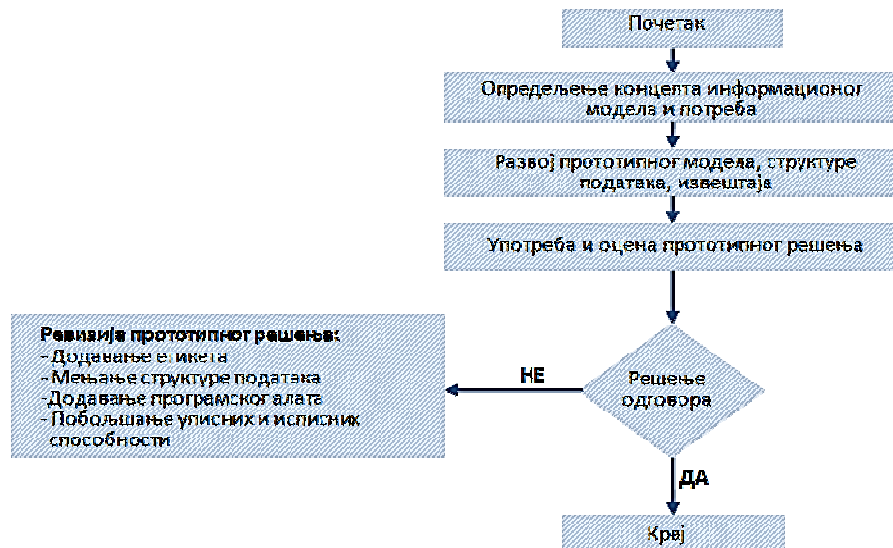 Почетак
Опредељење концепта информационог
модела и потреба
Развој прототипног модела, структуре
података, извештаја
Употреба и оцена прототипног решења
Решење
одговора
НЕ
Ревизија прототипног решења:
- Додавање етикета
- Мењање структуре података
-Додавање програмског алата
- Побољшање уписних и исписних
способности
ДА
Крај